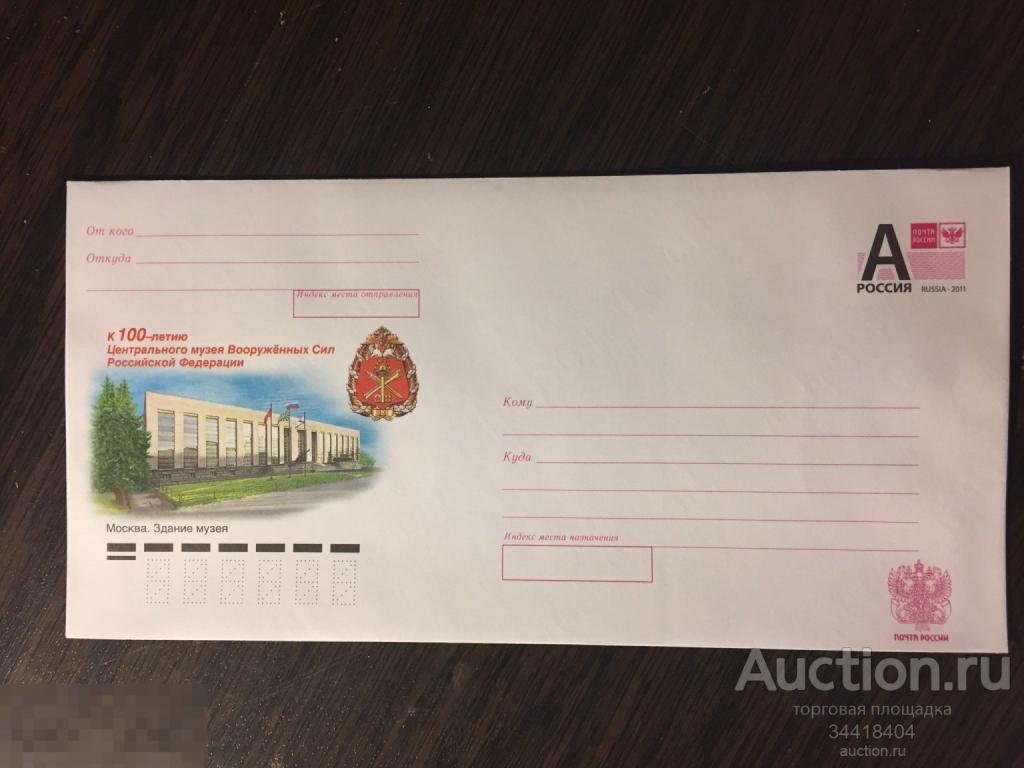 От кого
Откуда
Индекс места отправления
К 100–летию
Центрального музея Вооружённых Сил
Российской Федерации
Москва. Здание музея
А
ПОЧТА
РОССИИ
РОССИЯ RUSSIA - 2011
Кому
Куда
Индекс места назначения
ПОЧТА РОССИИ
Auction.ru
торговая площадка
34418404
auction.ru